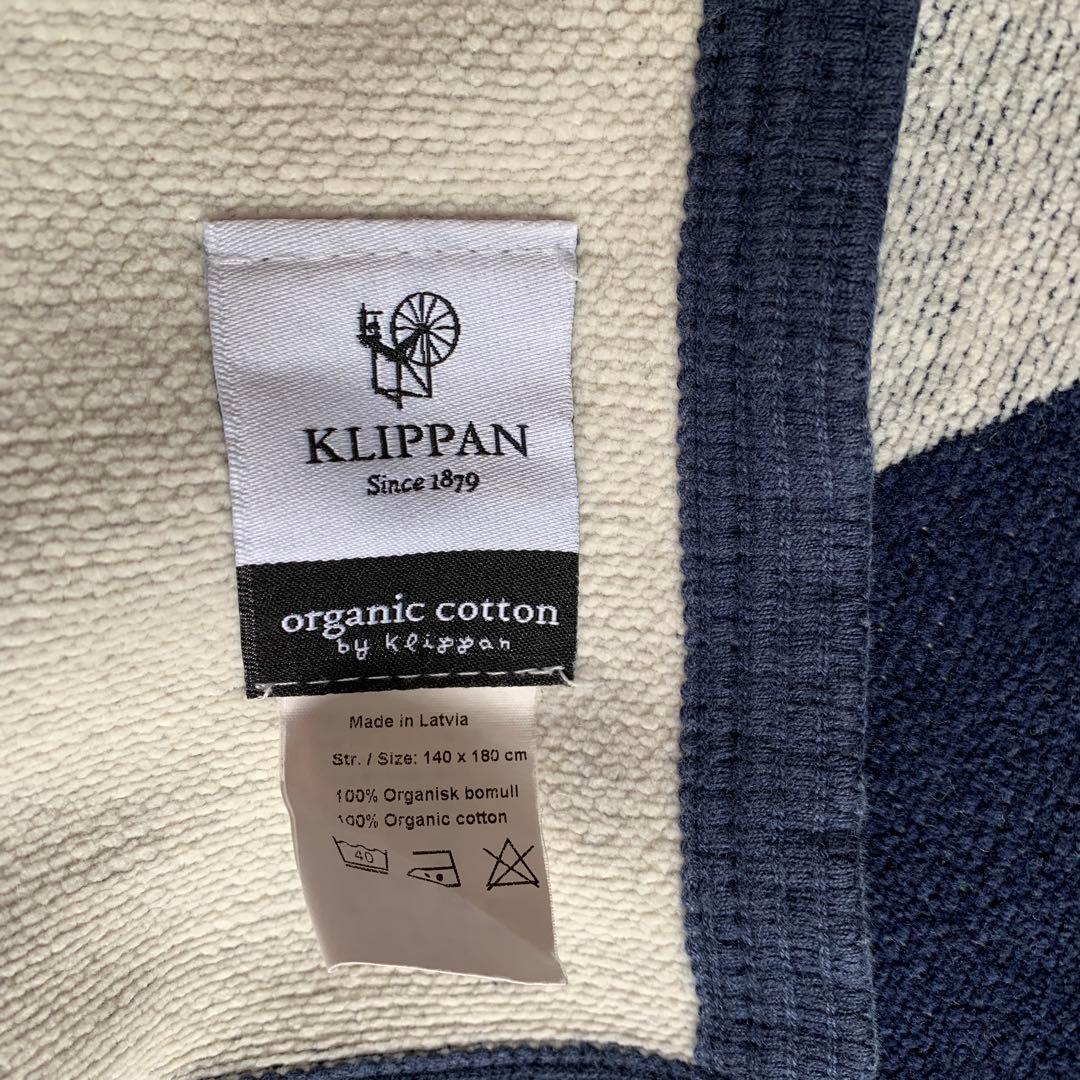 KLIPPAN
Since 1879
organic cotton
by klippan
Made in Latvia
Str. / Size: 140 x 180 cm
100% Organisk bomull
100% Organic cotton
40